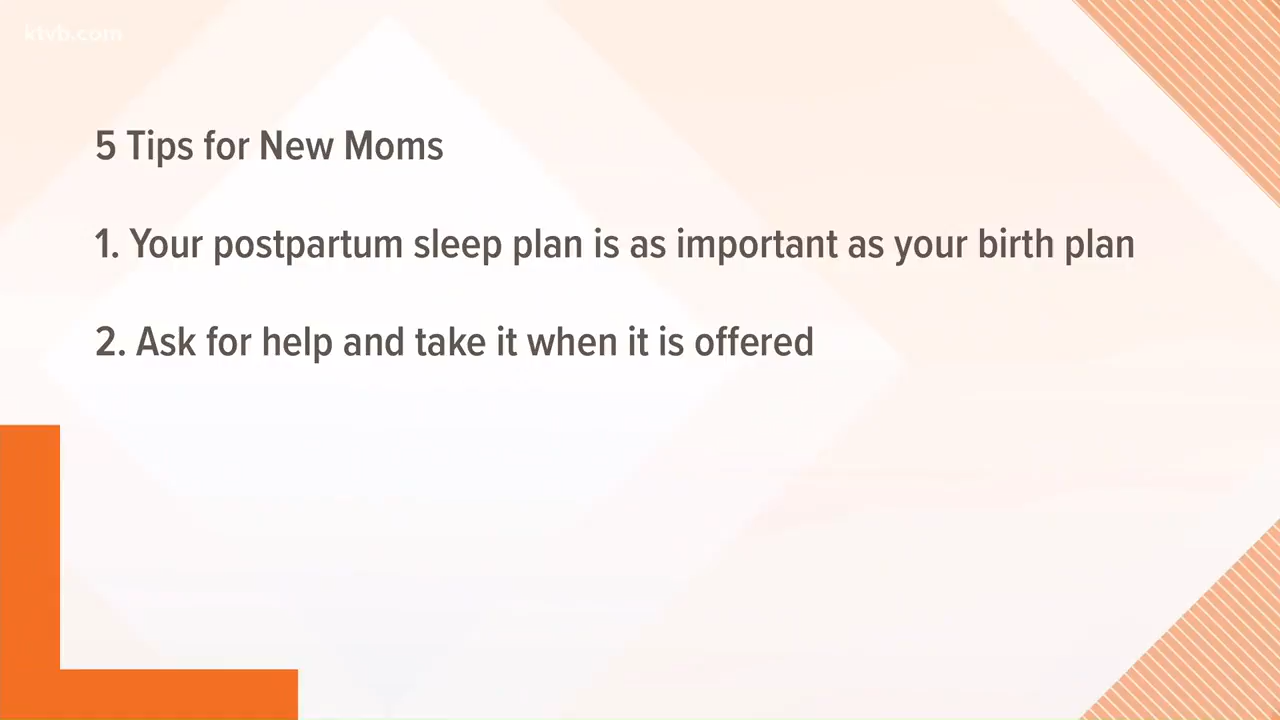 ktvb.com
5 Tips for New Moms
1. Your postpartum sleep plan is as important as your birth plan
2. Ask for help and take it when it is offered